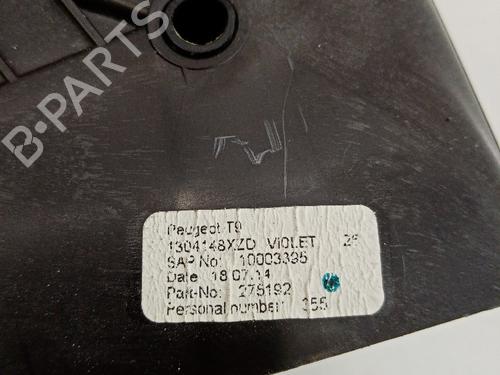 B-PARTS
Peugeot T9
1304148XZD VIOLET 2F
SAP No: 10003395
Date 18.07.14
Part-No: 278192
Personal number: 355